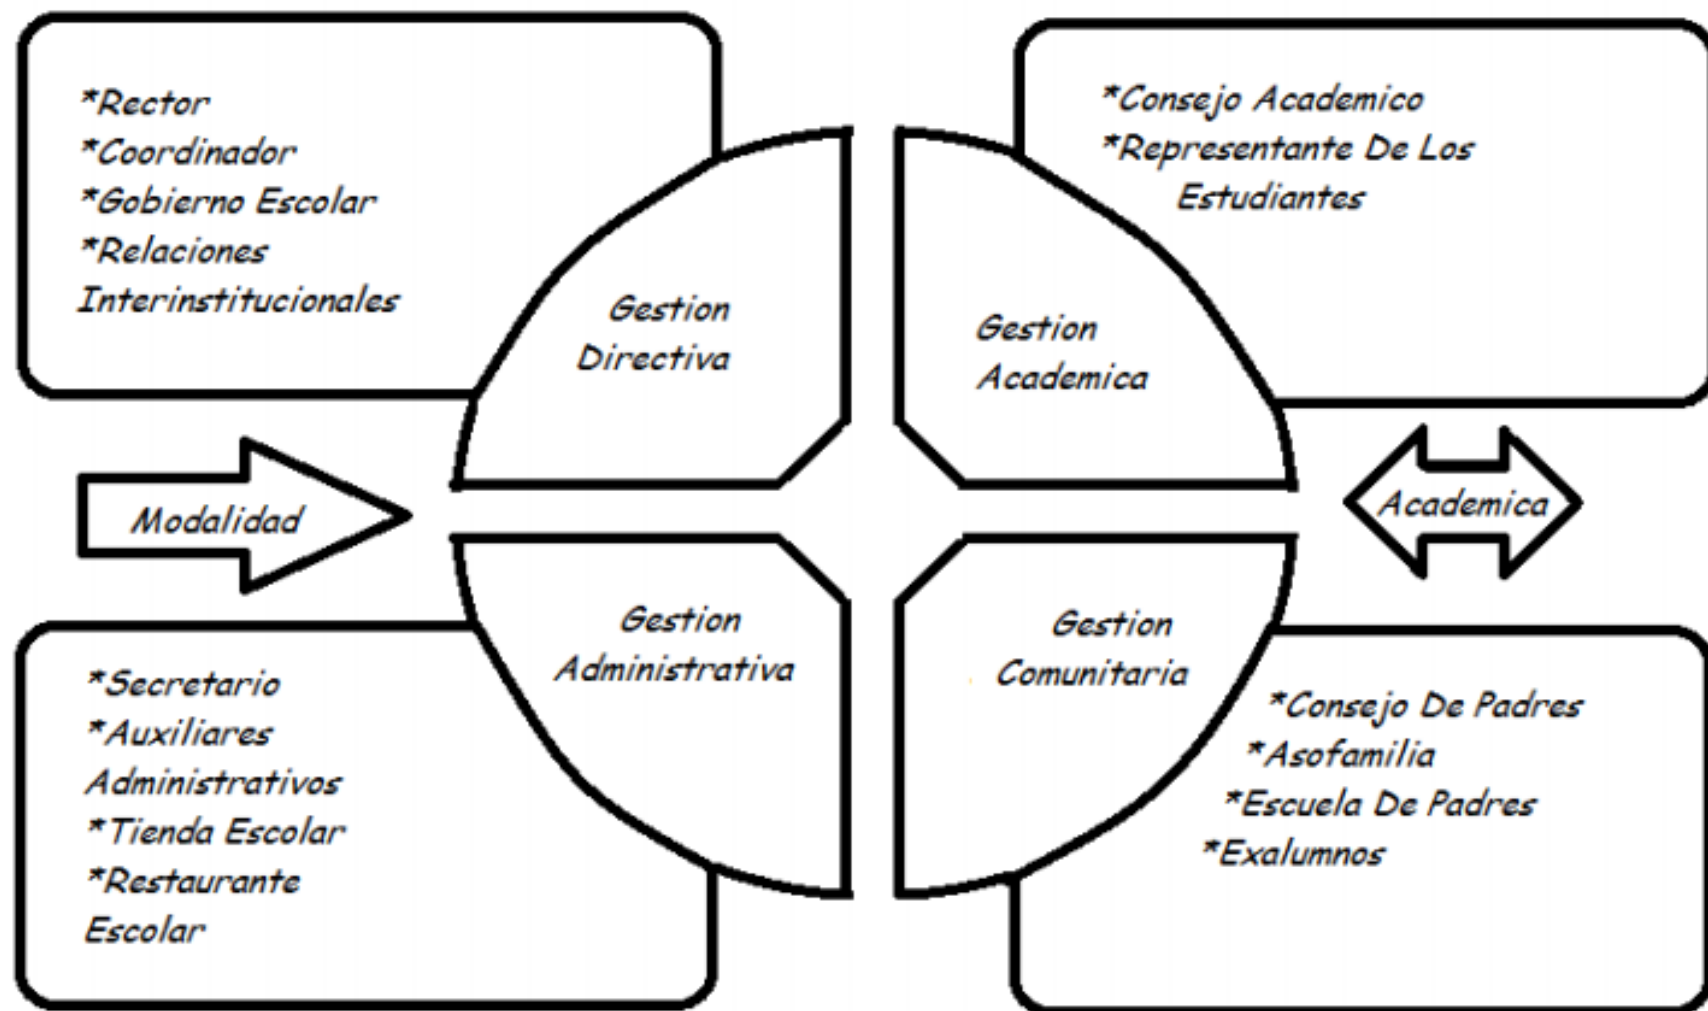 *Rector
*Coordinador
*Gobierno Escolar
*Relaciones
Interinstitucionales
Gestion
Directiva
*Consejo Academico
*Representante De Los
Estudiantes
Gestion
Academica
Modalidad
Academica
*Secretario
*Auxiliares
Administrativos
*Tienda Escolar
*Restaurante
Escolar
Gestion
Administrativa
Gestion
Comunitaria
*Consejo De Padres
*Asofamilia
*Escuela De Padres
*Exalumnos